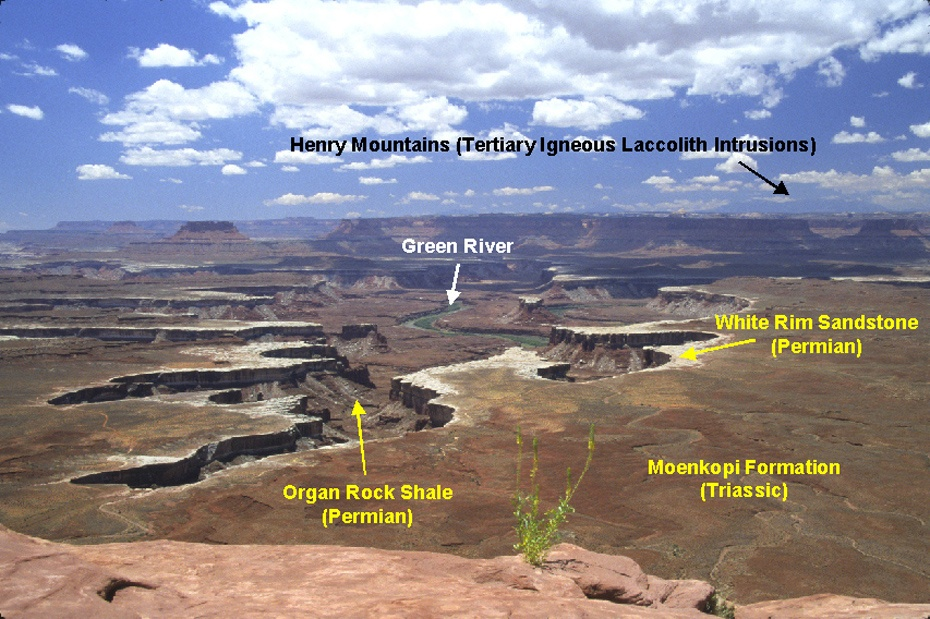 Henry Mountains (Tertiary Igneous Laccolith Intrusions)
Green River
White Rim Sandstone
(Permian)
Moenkopi Formation
(Triassic)
Organ Rock Shale
(Permian)